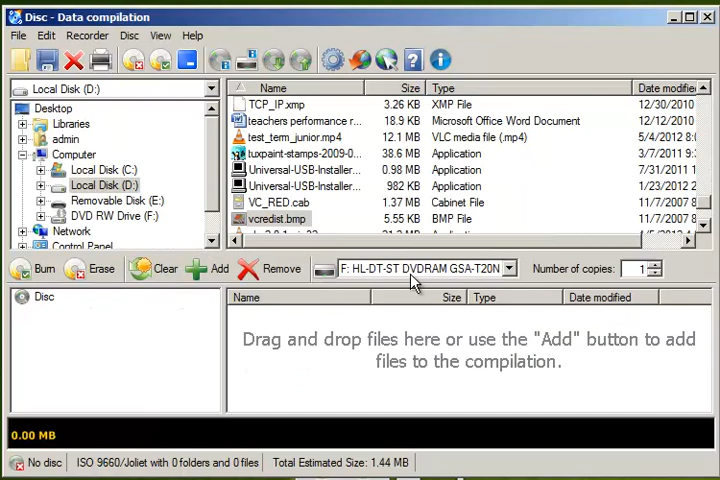 Disc - Data compilation
File Edit Recorder Disc View Help
Local Disk (D:)
Desktop
Libraries
admin
Computer
Local Disk (C:)
Local Disk (D:)
Removable Disk (E:)
DVD RW Drive (F:)
Network
Control Panel
Name Size Type Date modified
TCP_IP.xmp 3.26 KB XMP File 12/30/2010
teachers performance r... 18.9 KB Microsoft Office Word Document 12/12/2010
test_term_junior.mp4 12.1 MB VLC media file (.mp4) 5/4/2012 8:
tuxpaint-stamps-2009-0... 38.6 MB Application 3/7/2011 9:
Universal-USB-Installer... 0.98 MB Application 7/31/2011
Universal-USB-Installer... 982 KB Application 1/23/2012
VC_RED.cab 1.37 MB Cabinet File 11/7/2007
vcredist.bmp 5.55 KB BMP File 11/7/2007
Burn Erase Clear Add Remove F: HL-DT-ST DVDRAM GSA-T20N Number of copies: 1
Disc
Name Size Type Date modified
Drag and drop files here or use the "Add" button to add
files to the compilation.
0.00 MB
No disc ISO 9660/Joliet with 0 folders and 0 files Total Estimated Size: 1.44 MB